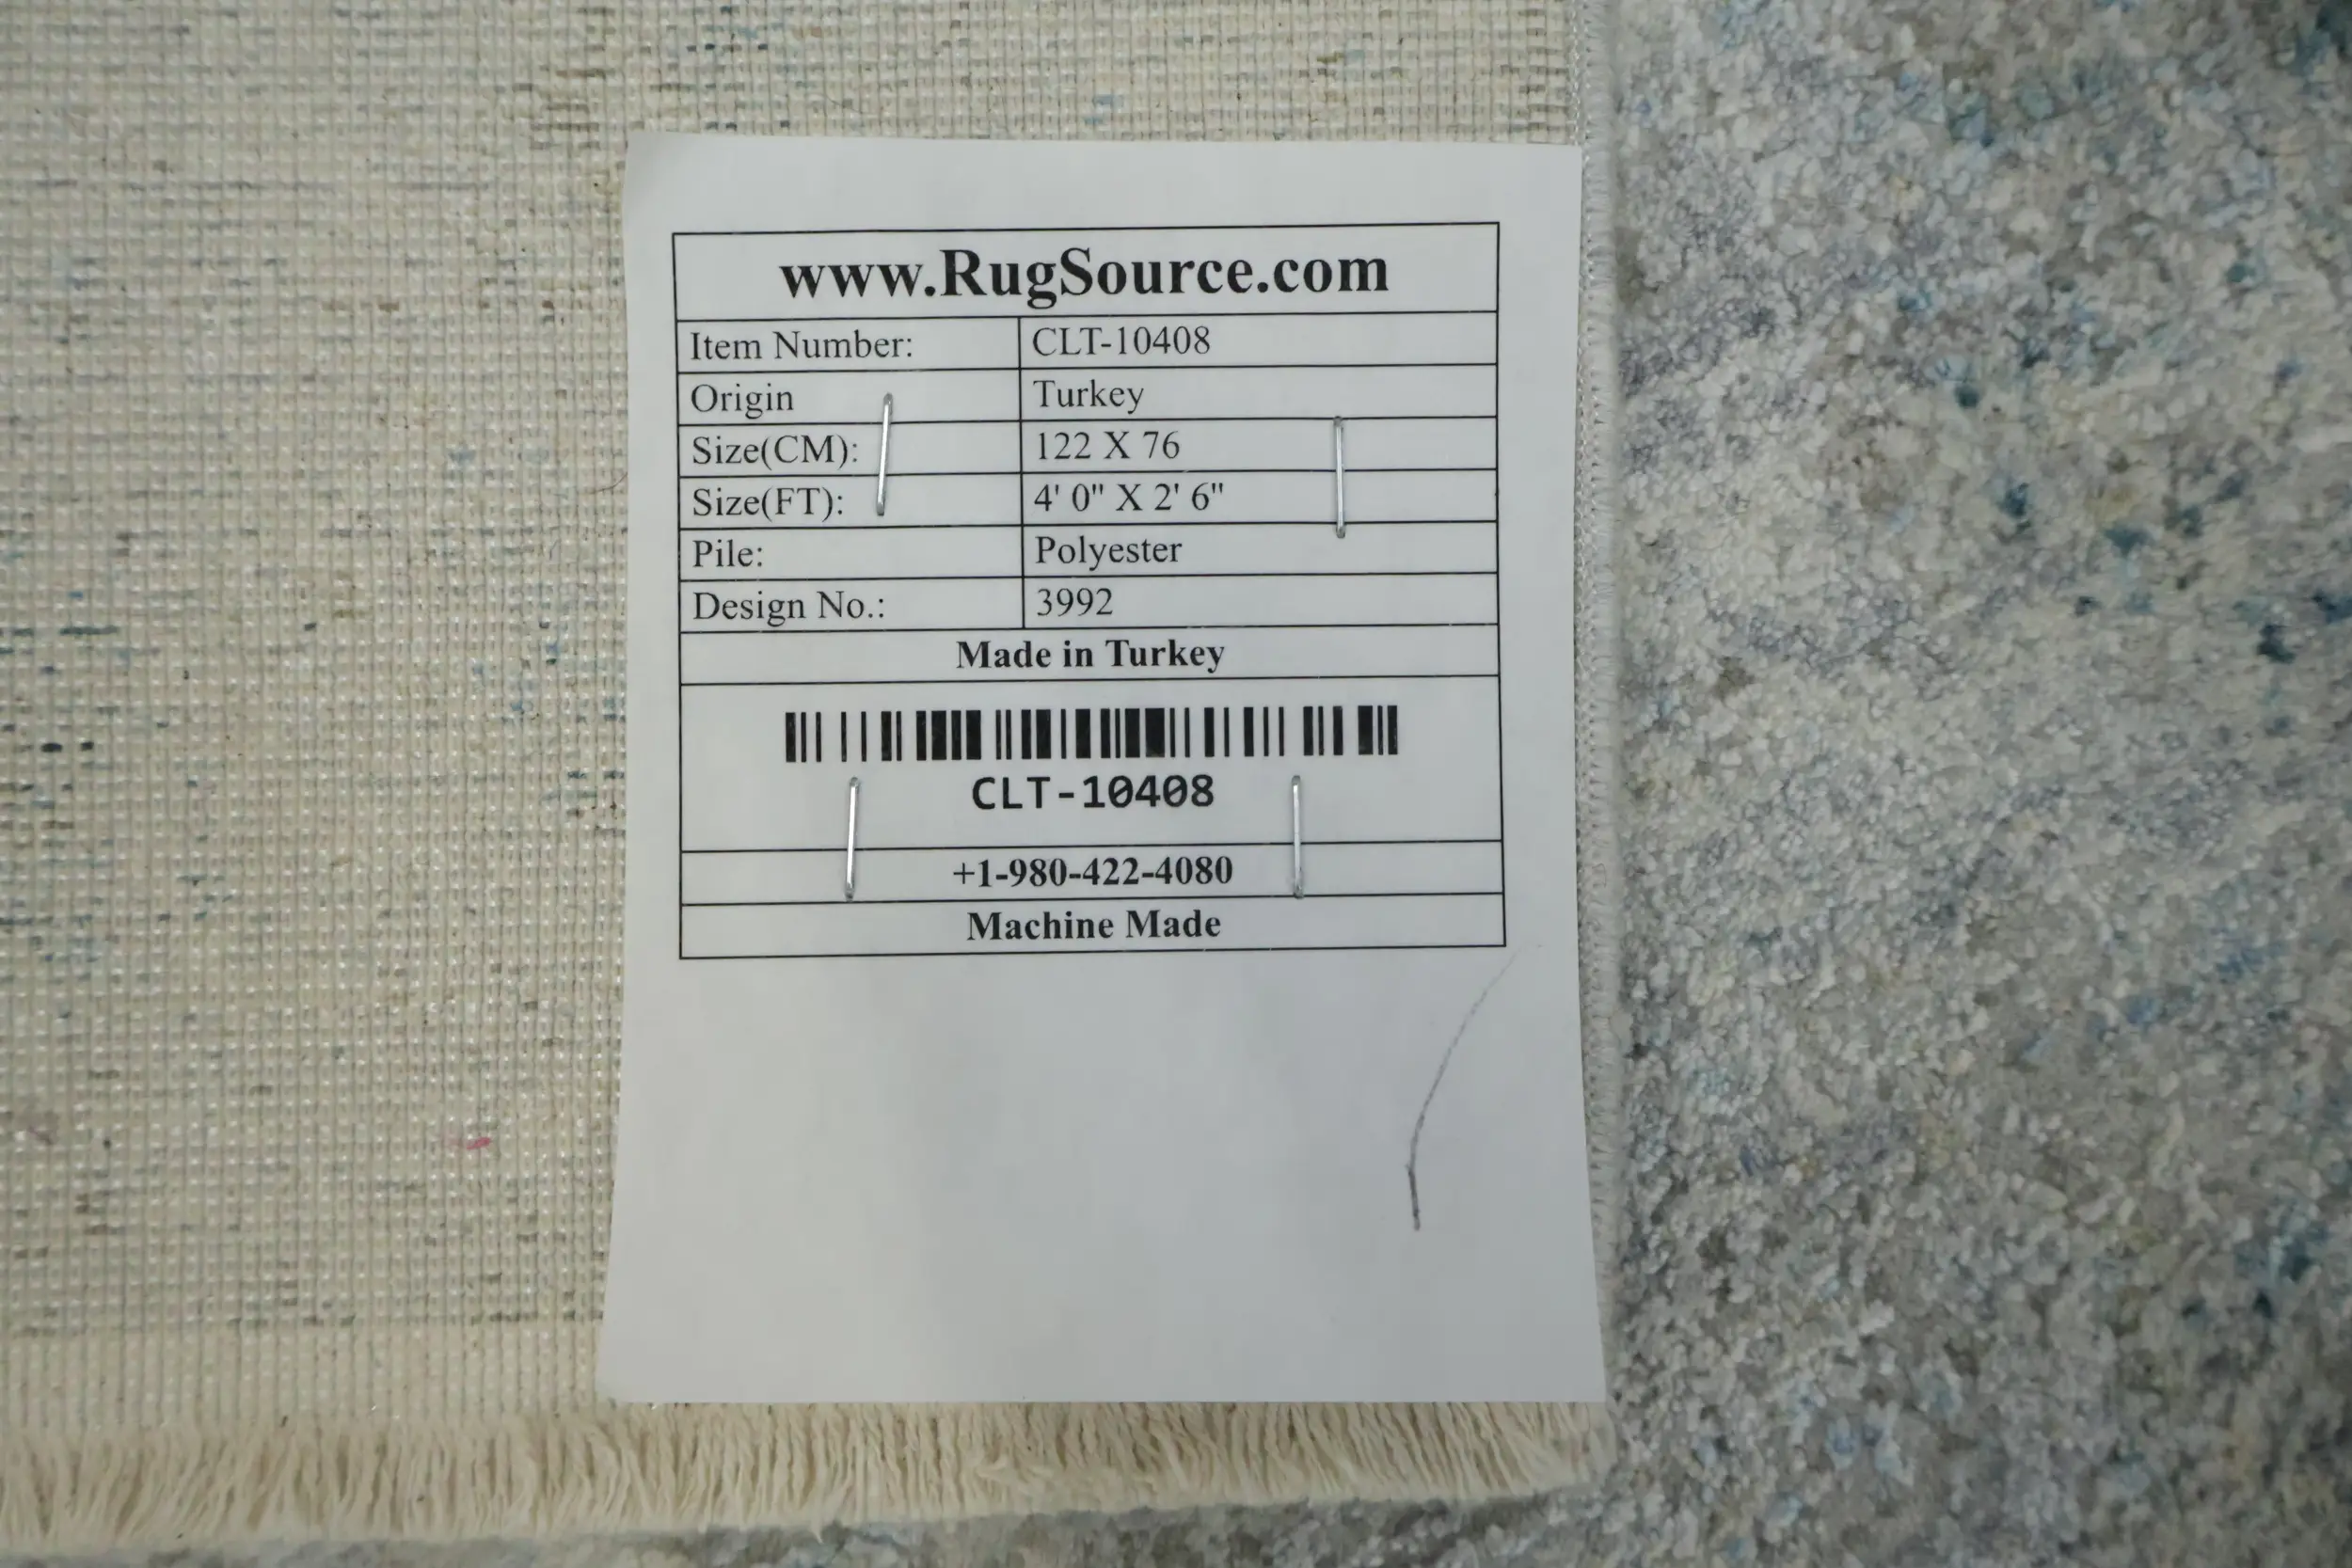 www.RugSource.com
Item Number: CLT-10408
Origin Turkey
Size(CM): 122 X 76
Size(FT): 4' 0" X 2' 6"
Pile: Polyester
Design No.: 3992
Made in Turkey
CLT-10408
+1-980-422-4080
Machine Made